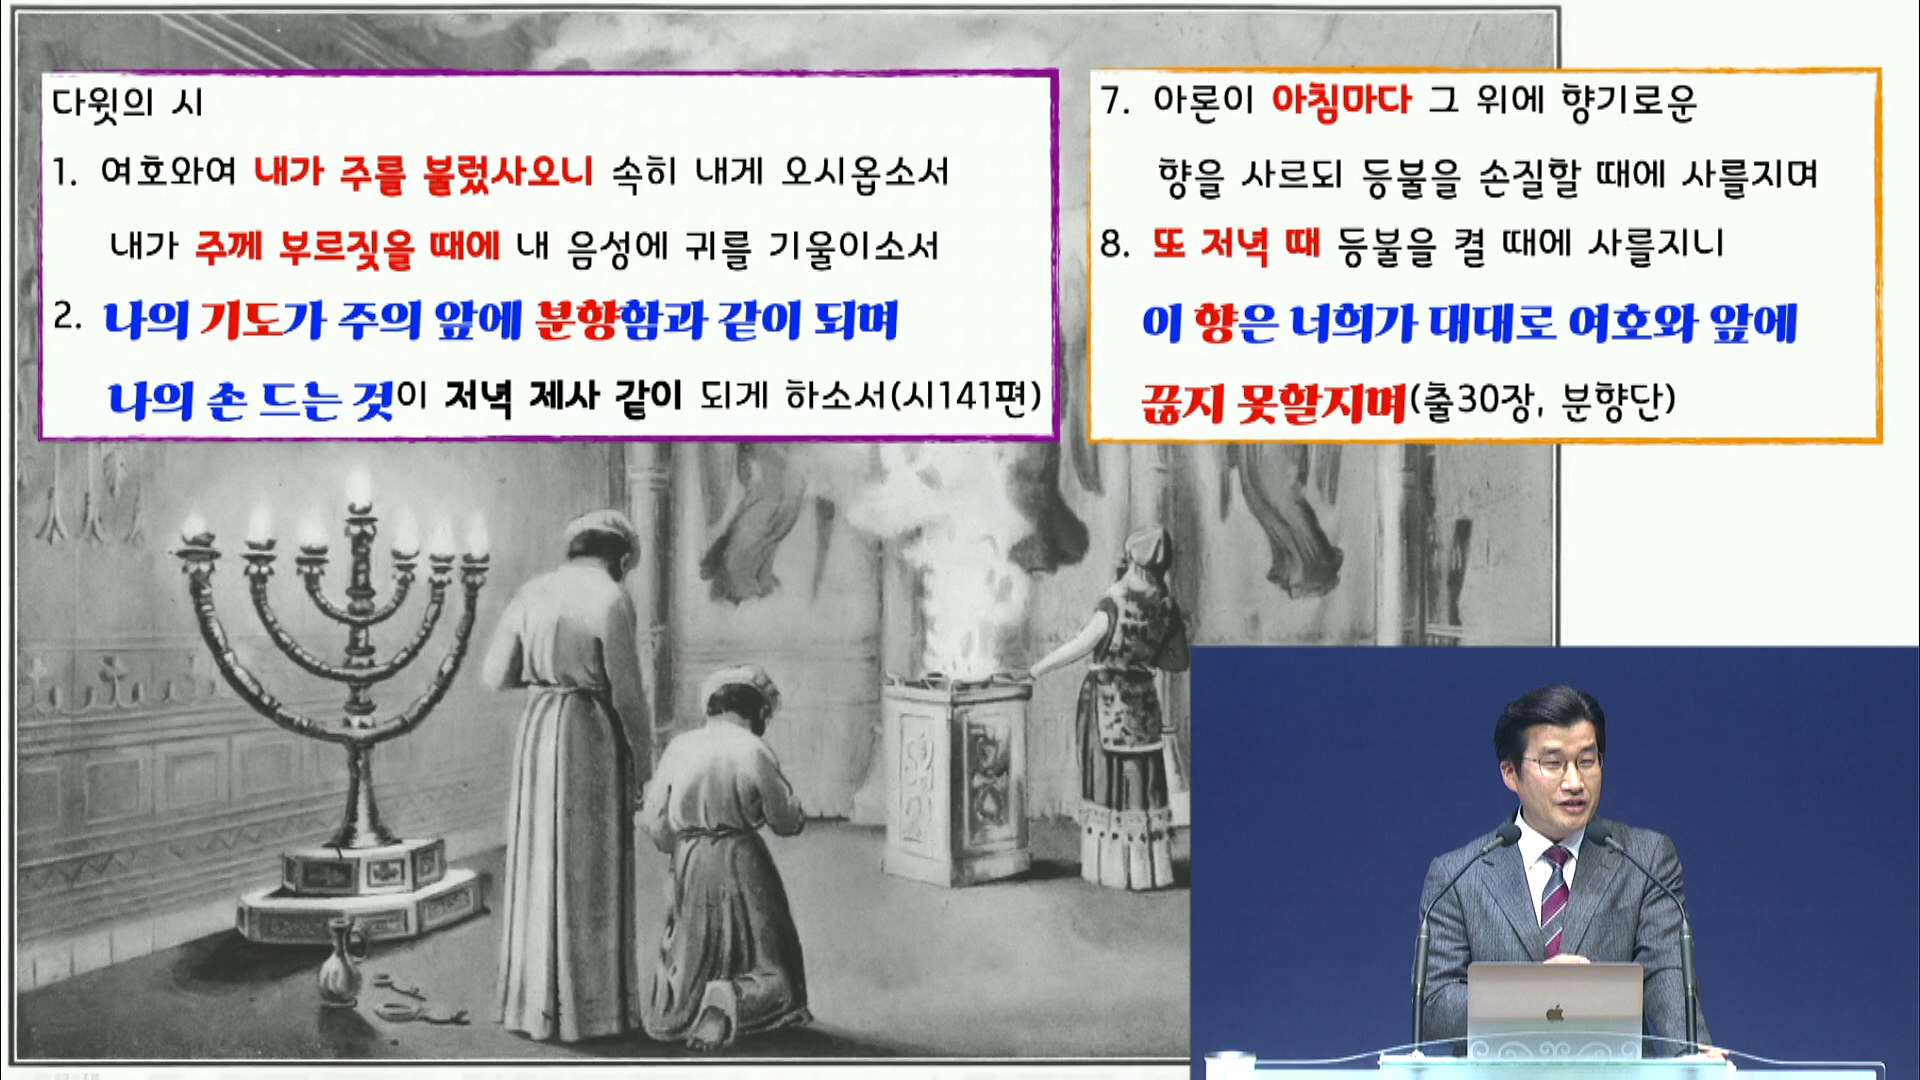 다윗의 시
1. 여호와여 내가 주를 불렀사오니 속히 내게 오시옵소서
내가 주께 부르짖을 때에 내 음성에 귀를 기울이소서
2. 나의 기도가 주의 앞에 분향함과 같이 되며
나의 손 드는 것이 저녁 제사 같이 되게 하소서(시141편)
7. 아론이 아침마다 그 위에 향기로운
향을 사르되 등불을 손질할 때에 사를지며
8. 또 저녁 때 등불을 켤 때에 사를지니
이 향은 너희가 대대로 여호와 앞에
끊지 못할지며(출30장, 분향단)